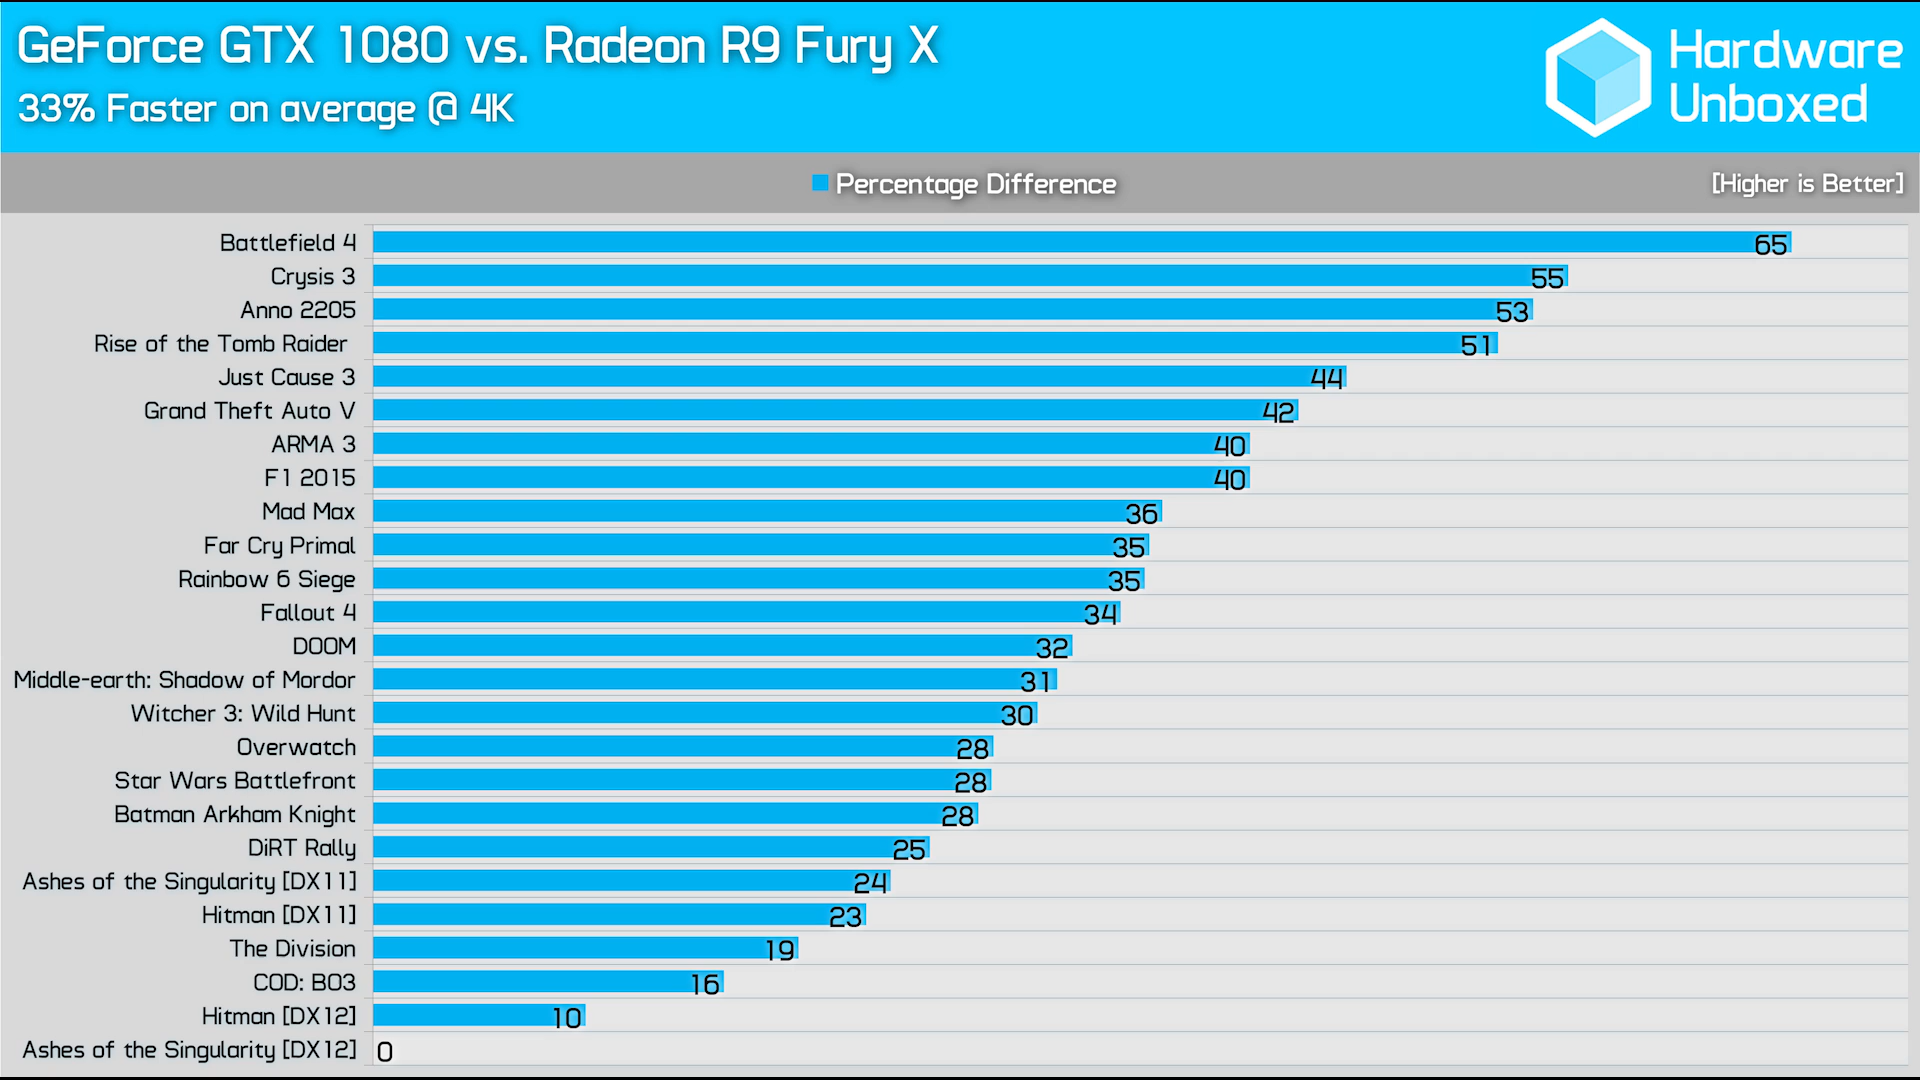 GeForce GTX 1080 vs. Radeon R9 Fury X
33% Faster on average @ 4K
Hardware
Unboxed
Percentage Difference
[Higher is Better]
Battlefield 4 65
Crysis 3 55
Anno 2205 53
Rise of the Tomb Raider 51
Just Cause 3 44
Grand Theft Auto V 42
ARMA 3 40
F1 2015 40
Mad Max 36
Far Cry Primal 35
Rainbow 6 Siege 35
Fallout 4 34
DOOM 32
Middle-earth: Shadow of Mordor 31
Witcher 3: Wild Hunt 30
Overwatch 28
Star Wars Battlefront 28
Batman Arkham Knight 28
DiRT Rally 25
Ashes of the Singularity [DX11] 24
Hitman [DX11] 23
The Division 19
COD: BO3 16
Hitman [DX12] 10
Ashes of the Singularity [DX12] 0